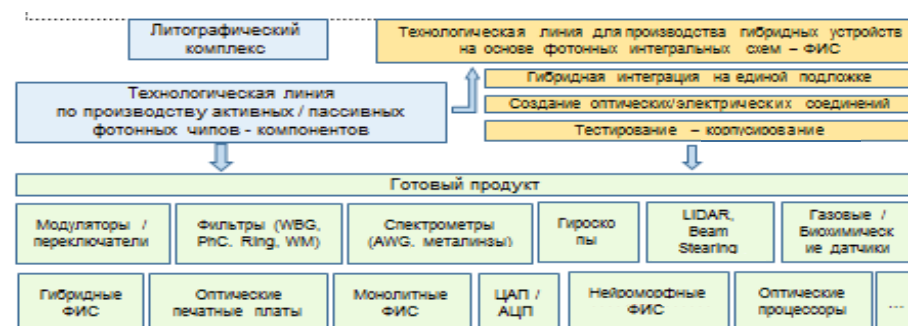 Литографический
комплекс
Технологическая линия для производства гибридных устройств
на основе фотонных интегральных схем – ФИС
Гибридная интеграция на единой подложке
Создание оптических/электрических соединений
Тестирование – корпусирование
Технологическая линия
по производству активных / пассивных
фотонных чипов - компонентов
Готовый продукт
Модуляторы /
переключатели
Фильтры (WBG,
PhC. Ring, WM)
Спектрометры
(AWG. металинзы)
Гироско
пы
LIDAR,
Beam
Stearing
Газовые /
Биохимическ
ие датчики
Гибридные
ФИС
Оптические
печатные платы
Монолитные
ФИС
ЦАП /
АЦП
Нейроморфные
ФИС
Оптические
процессоры
...